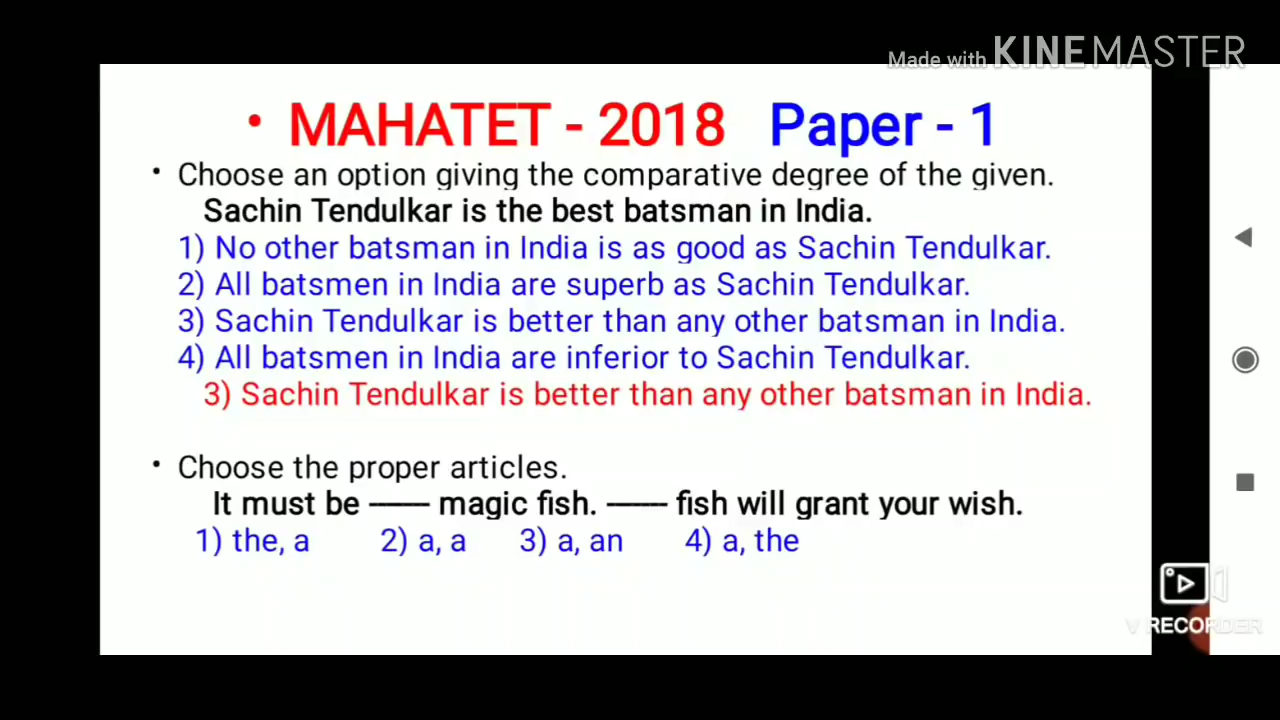 Made with KINEMASTER
• MAHATET - 2018 Paper - 1
• Choose an option giving the comparative degree of the given.
Sachin Tendulkar is the best batsman in India.
1) No other batsman in India is as good as Sachin Tendulkar.
2) All batsmen in India are superb as Sachin Tendulkar.
3) Sachin Tendulkar is better than any other batsman in India.
4) All batsmen in India are inferior to Sachin Tendulkar.
3) Sachin Tendulkar is better than any other batsman in India.
• Choose the proper articles.
It must be ------ magic fish. ------ fish will grant your wish.
1) the, a 2) a, a 3) a, an 4) a, the
V RECORDER